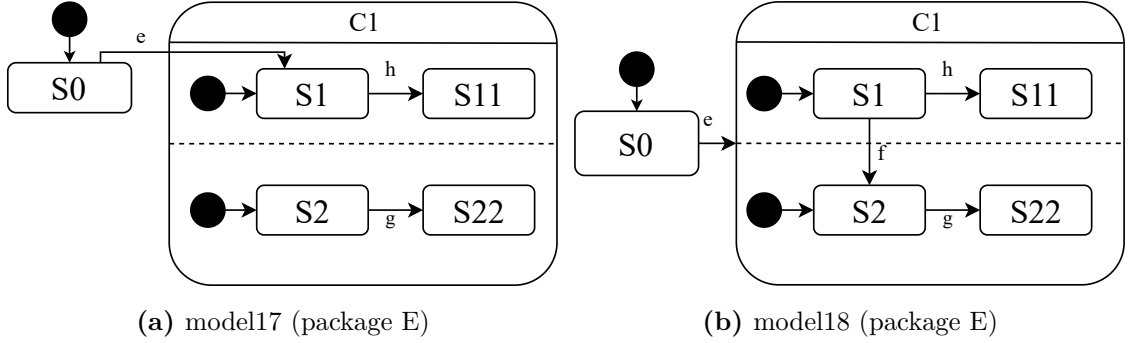 C1
e
S0
S1
h
S11
S2
g
S22
(a) model17 (package E)
C1
e
S0
S1
h
S11
f
S2
g
S22
(b) model18 (package E)